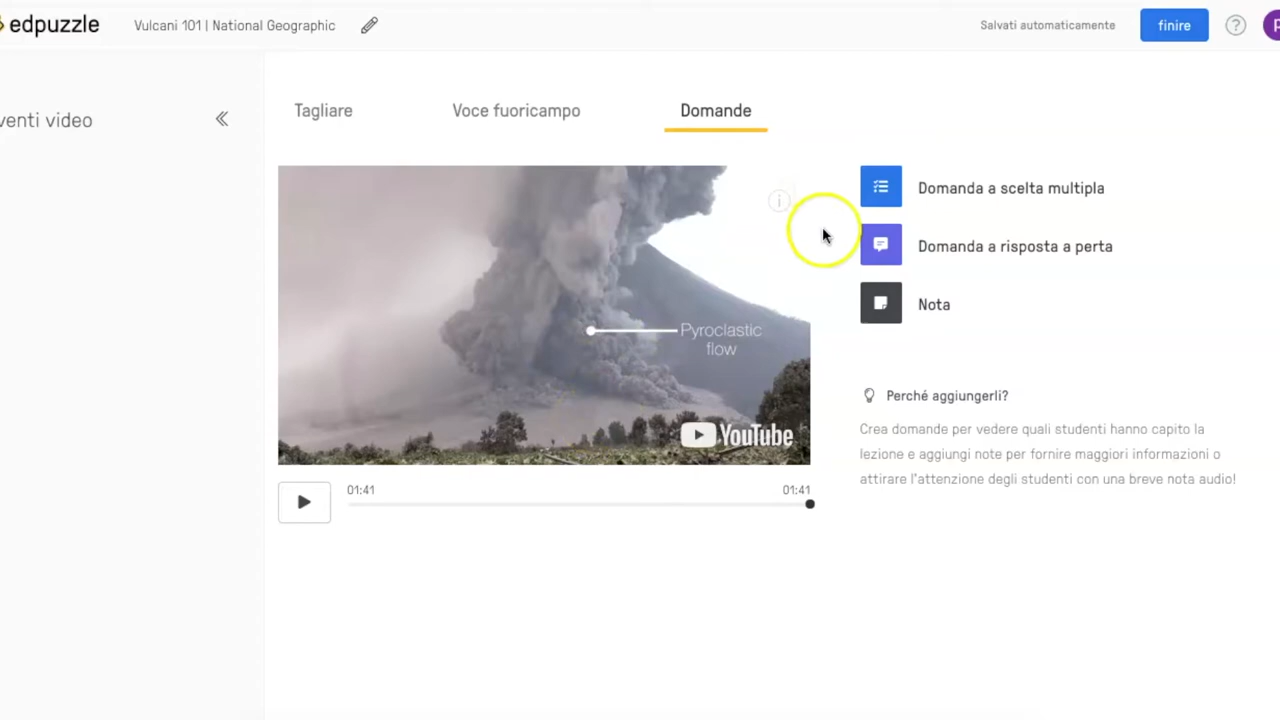 edpuzzle
Vulcani 101 | National Geographic
Salvati automaticamente
finire
?
venti video
Tagliare
Voce fuoricampo
Domande
i
Pyroclastic
flow
YouTube
01:41
01:41
Domanda a scelta multipla
Domanda a risposta a perta
Nota
Perché aggiungerli?
Crea domande per vedere quali studenti hanno capito la
lezione e aggiungi note per fornire maggiori informazioni o
attirare l'attenzione degli studenti con una breve nota audio!